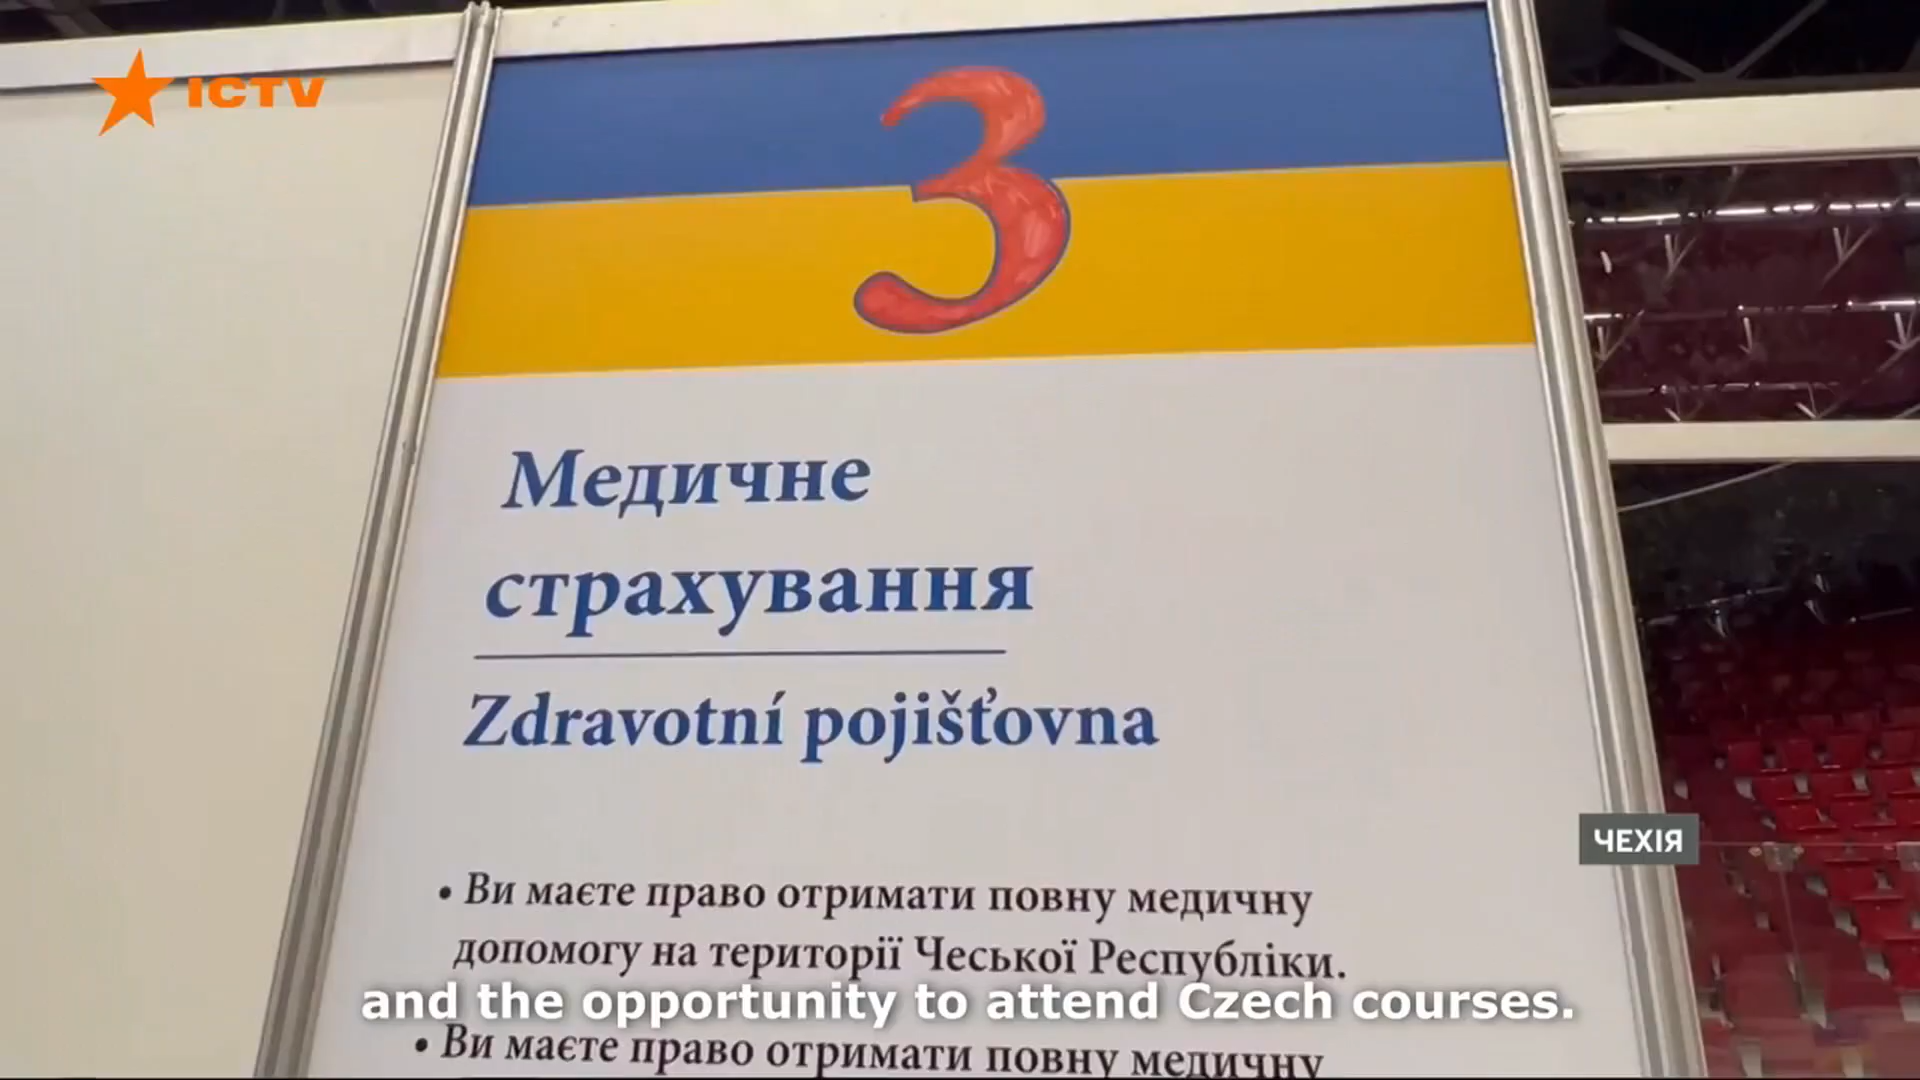 ICTV
3
Медичне
страхування
Zdravotní pojišťovna
ЧЕХІЯ
• Ви маєте право отримати повну медичну
допомогу на території Чеської Республіки.
and the opportunity to attend Czech courses.
• Ви маєте право отримати повну медичну